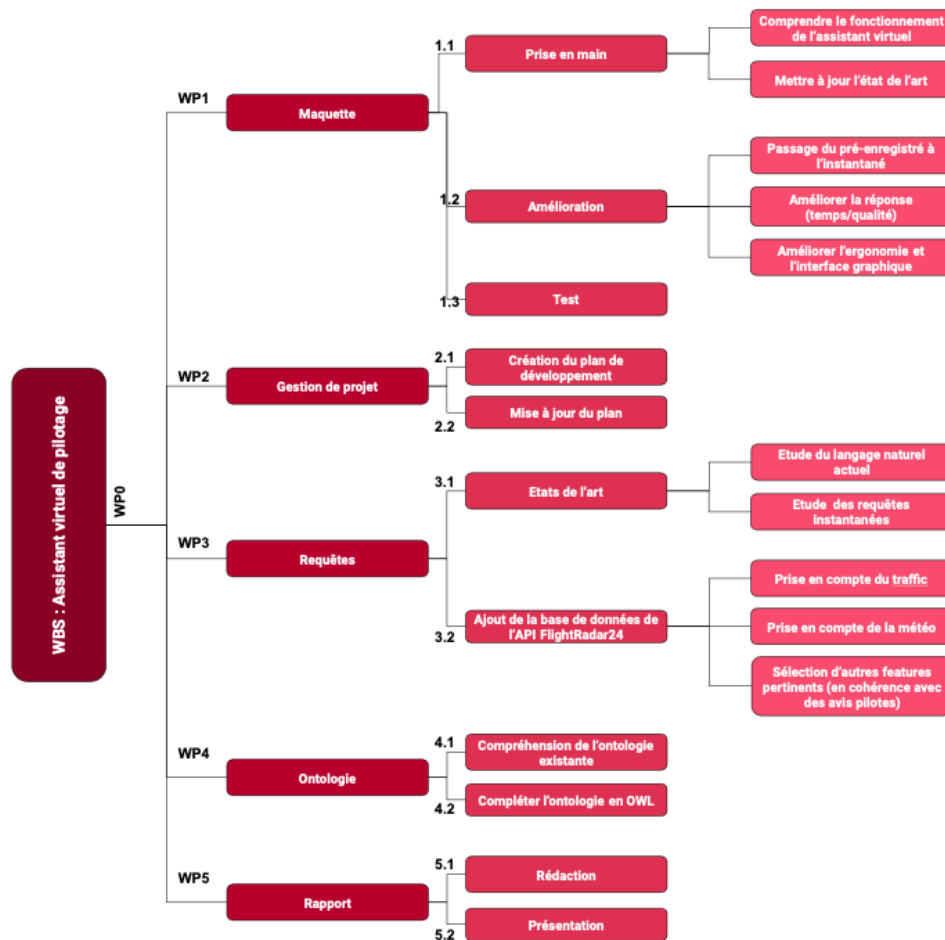 WBS : Assistant virtuel de pilotage
WP0
WP1
Maquette
1.1
Prise en main
Comprendre le fonctionnement
de l'assistant virtuel
Mettre à jour l'état de l'art
1.2
Amélioration
Passage du pré-enregistré à
l'instantané
Améliorer la réponse
(temps/qualité)
Améliorer l'ergonomie et
l'interface graphique
1.3
Test
WP2
Gestion de projet
2.1
Création du plan de
développement
2.2
Mise à jour du plan
WP3
Requêtes
3.1
Etats de l'art
Etude du langage naturel
actuel
Etude des requêtes
instantanées
3.2
Ajout de la base de données de
l'API FlightRadar24
Prise en compte du traffic
Prise en compte de la météo
Sélection d'autres features
pertinents (en cohérence avec
des avis pilotes)
WP4
Ontologie
4.1
Compréhension de l'ontologie
existante
4.2
Compléter l'ontologie en OWL
WP5
Rapport
5.1
Rédaction
5.2
Présentation